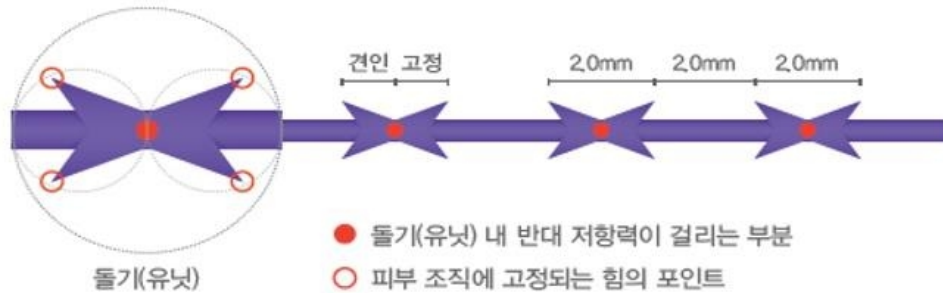 견인 고정
2.0mm 2.0mm 2.0mm
돌기(유닛) 내 반대 저항력이 걸리는 부분
피부 조직에 고정되는 힘의 포인트
돌기(유닛)